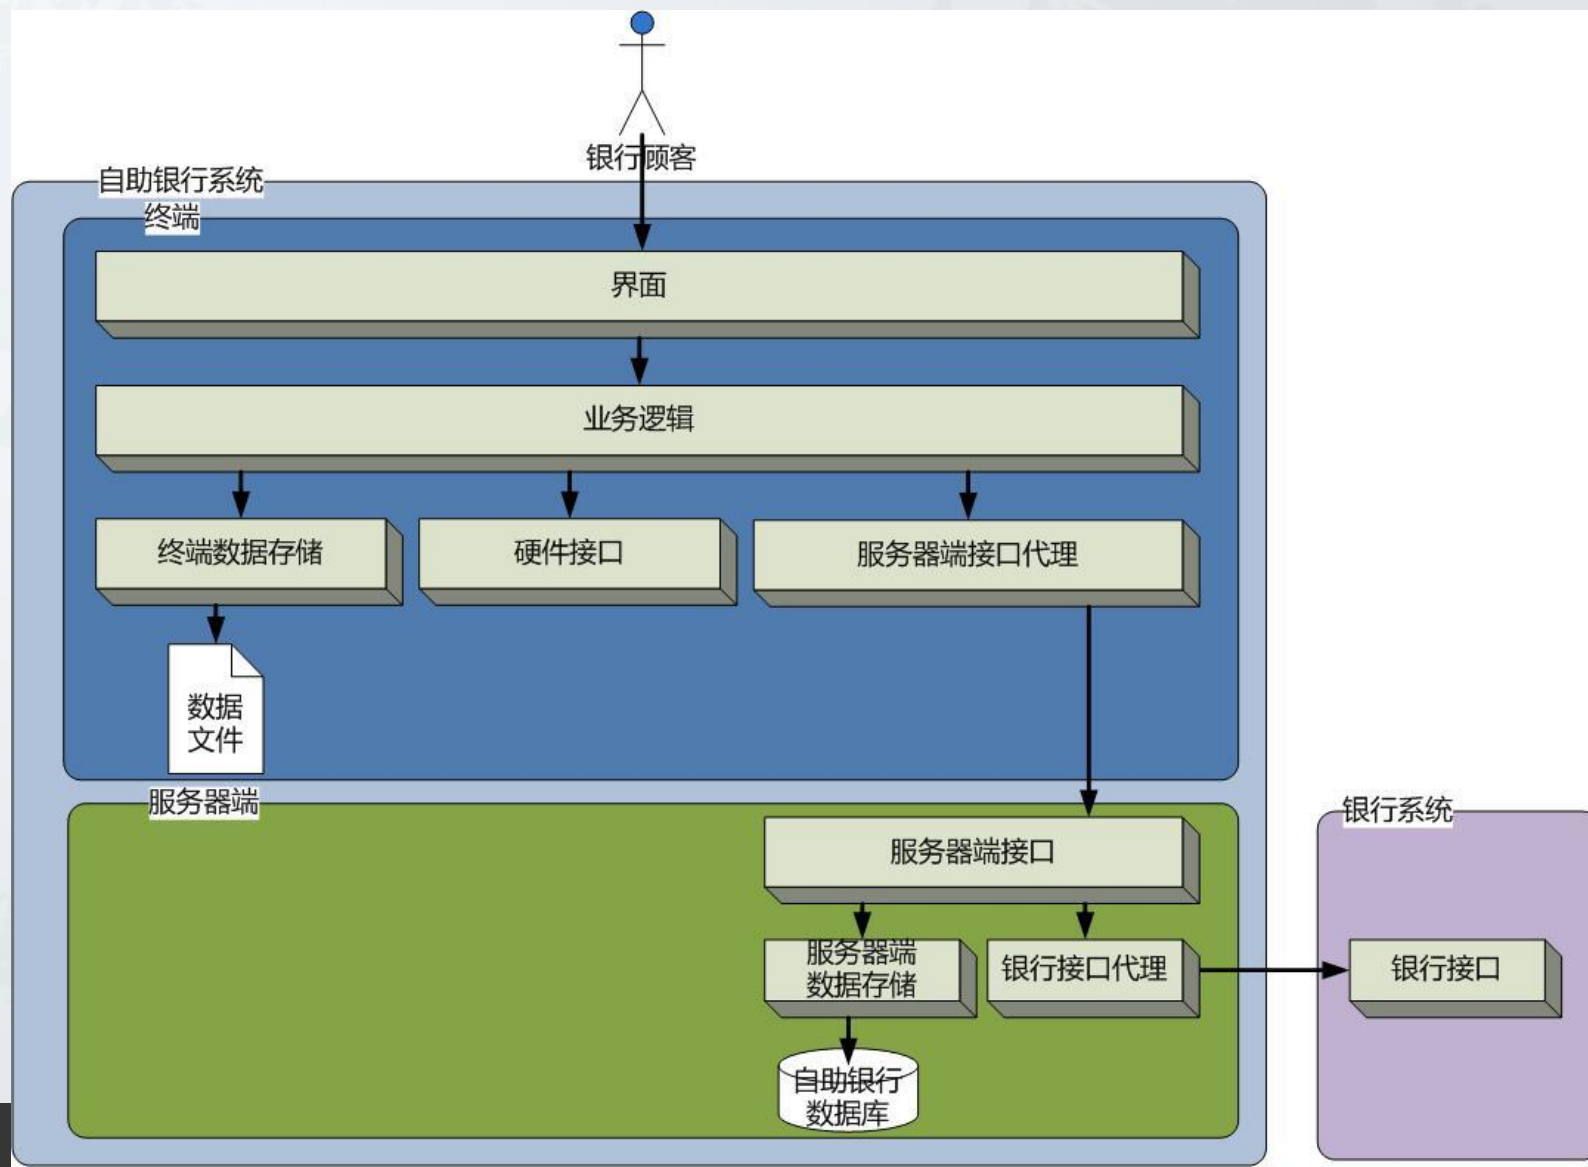 银行顾客
自助银行系统
终端
界面
业务逻辑
终端数据存储
硬件接口
服务器端接口代理
数据
文件
服务器端
银行系统
服务器端接口
服务器端
数据存储
银行接口代理
银行接口
自助银行
数据库